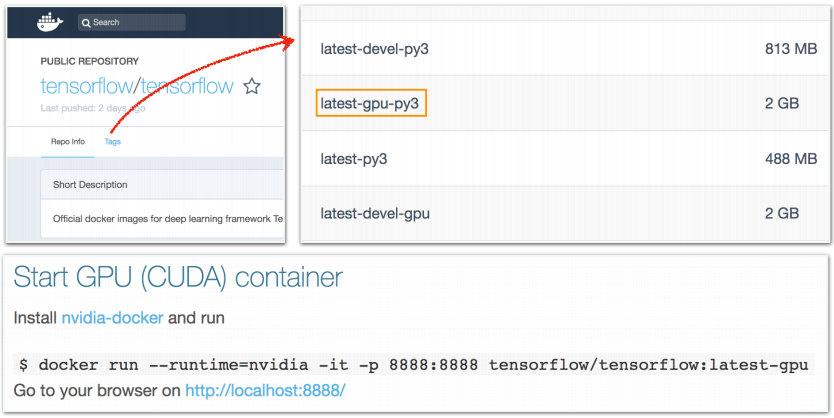 Search
PUBLIC REPOSITORY
tensorflow/tensorflow
Last pushed: 2 days ago
Repo Info Tags
Short Description
Official docker images for deep learning framework Te
latest-devel-py3 813 MB
latest-gpu-py3 2 GB
latest-py3 488 MB
latest-devel-gpu 2 GB
Start GPU (CUDA) container
Install nvidia-docker and run
$ docker run --runtime=nvidia -it -p 8888:8888 tensorflow/tensorflow:latest-gpu
Go to your browser on http://localhost:8888/